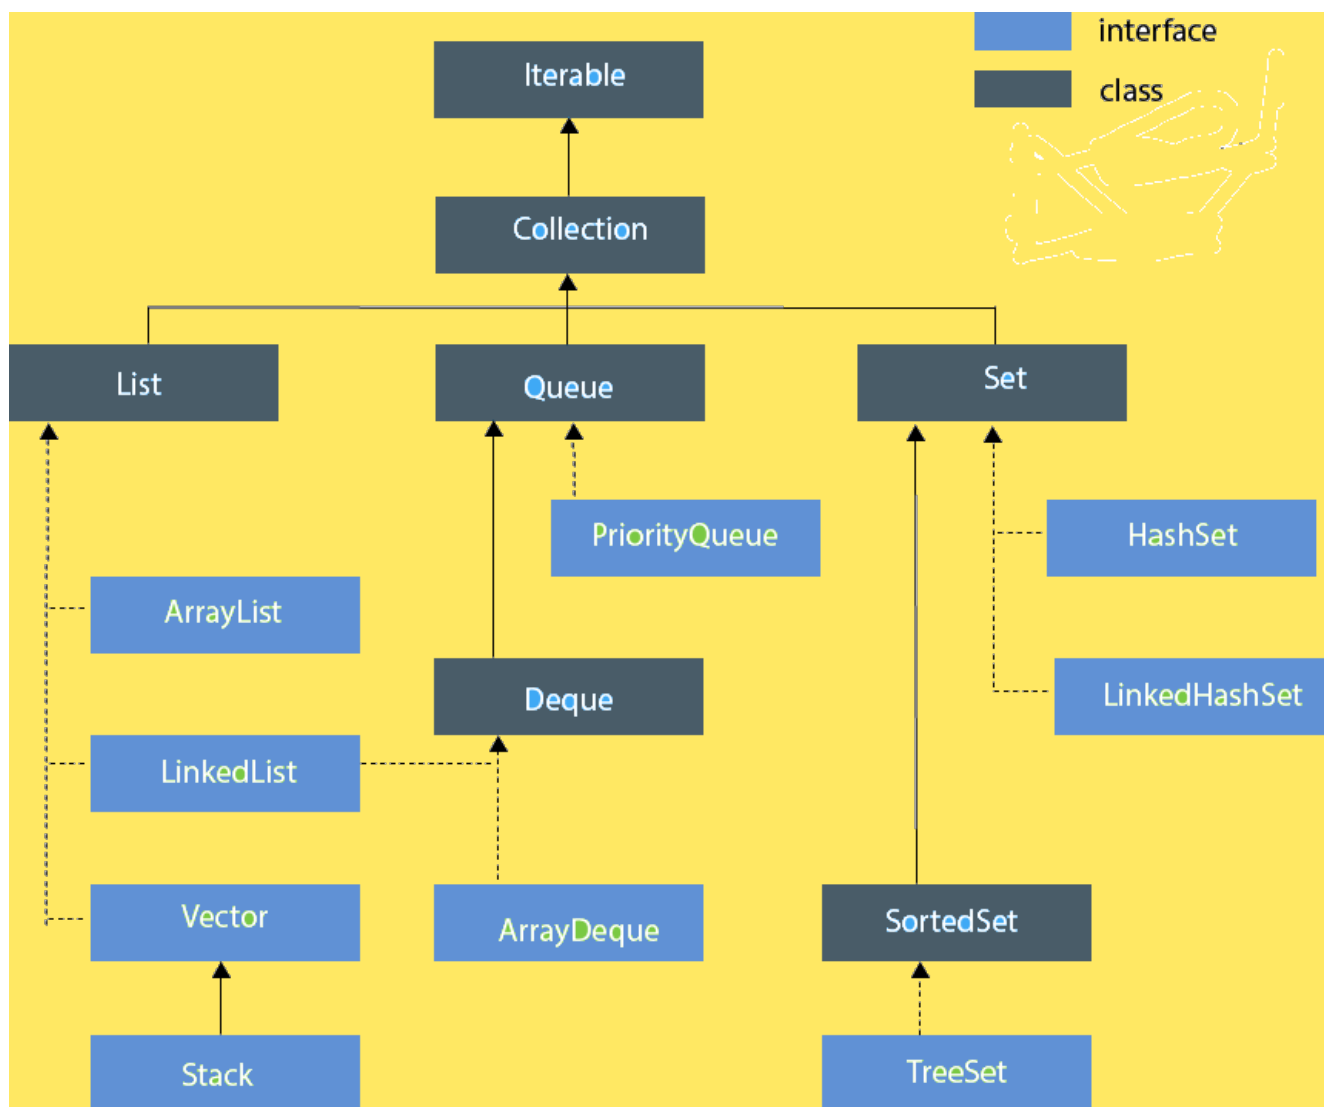 interface
class
Iterable
Collection
List
Queue
Set
PriorityQueue
HashSet
ArrayList
Deque
LinkedHashSet
LinkedList
Vector
ArrayDeque
SortedSet
Stack
TreeSet